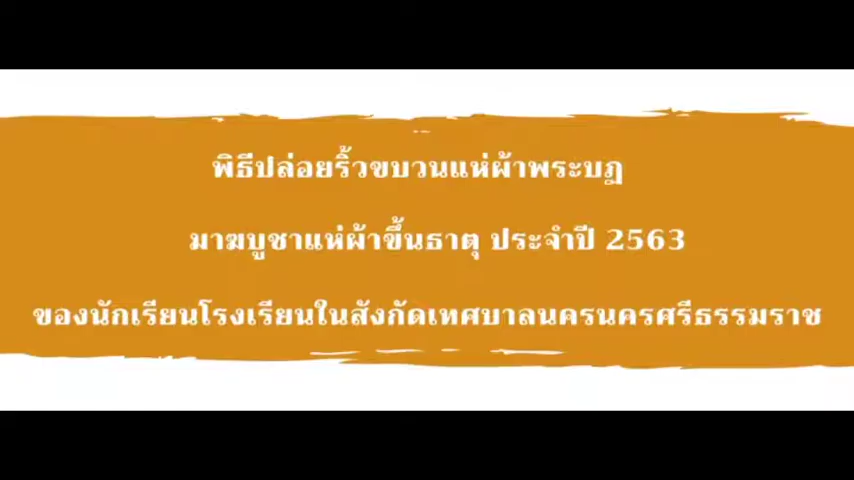 พิธีปล่อยริ้วขบวนแห่ผ้าพระบฏ
มาฆบูชาแห่ผ้าขึ้นธาตุ ประจำปี 2563
ของนักเรียนโรงเรียนในสังกัดเทศบาลนครนครศรีธรรมราช